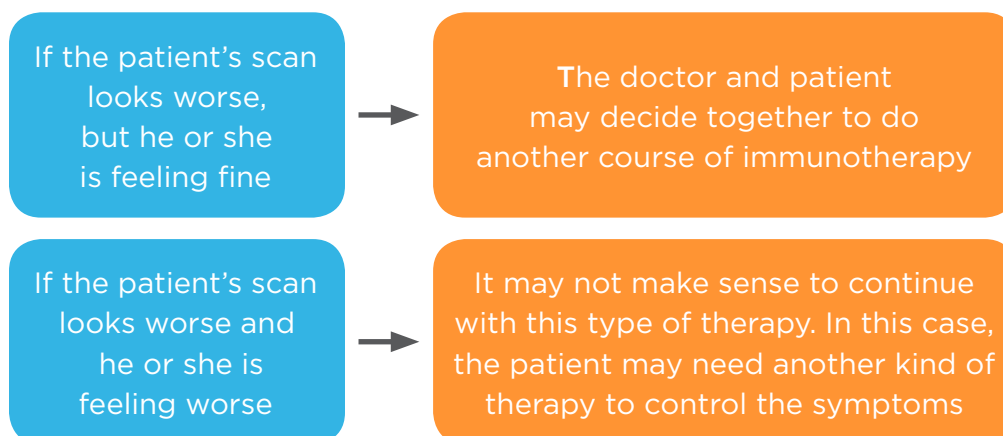 If the patient’s scan
looks worse,
but he or she
is feeling fine
The doctor and patient
may decide together to do
another course of immunotherapy
If the patient’s scan
looks worse and
he or she is
feeling worse
It may not make sense to continue
with this type of therapy. In this case,
the patient may need another kind of
therapy to control the symptoms